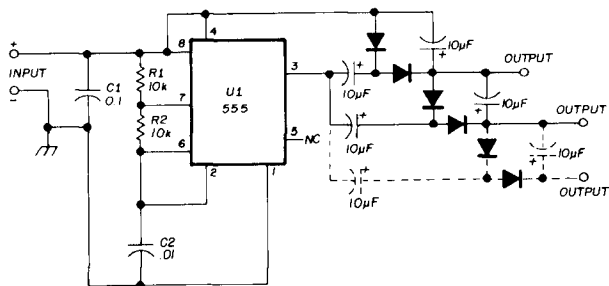 +
INPUT
-
C1
0.1
R1
10k
R2
10k
C2
.01
8
4
7
6
2
1
3
5
U1
555
NC
+
10µF
+
10µF
+
10µF
+
10µF
+
10µF
+
10µF
OUTPUT
OUTPUT
OUTPUT